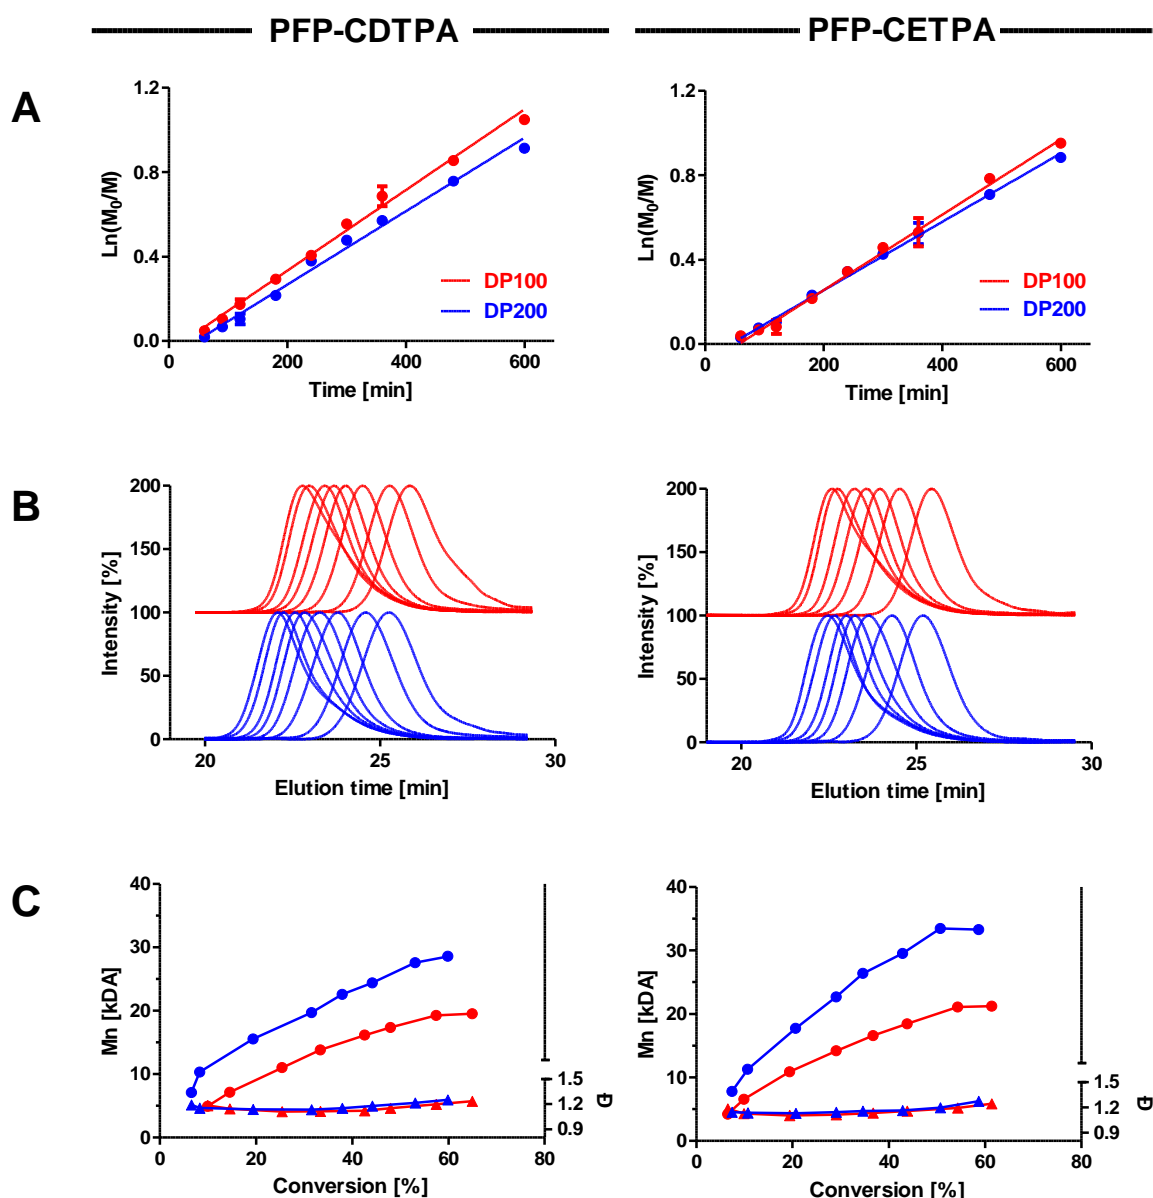 PFP-CDTPA
PFP-CETPA
A
1.2
0.8
0.4
0.0
Ln(M₀/M)
DP100
DP200
0
200
400
600
Time [min]
1.2
0.8
0.4
0.0
Ln(M₀/M)
DP100
DP200
0
200
400
600
Time [min]
B
200
150
100
50
0
Intensity [%]
20
25
30
Elution time [min]
200
150
100
50
0
Intensity [%]
20
25
30
Elution time [min]
C
40
30
20
10
0
Mn [kDA]
1.5
1.2
0.9
Đ
0
20
40
60
80
Conversion [%]
40
30
20
10
0
Mn [kDA]
1.5
1.2
0.9
Đ
0
20
40
60
80
Conversion [%]